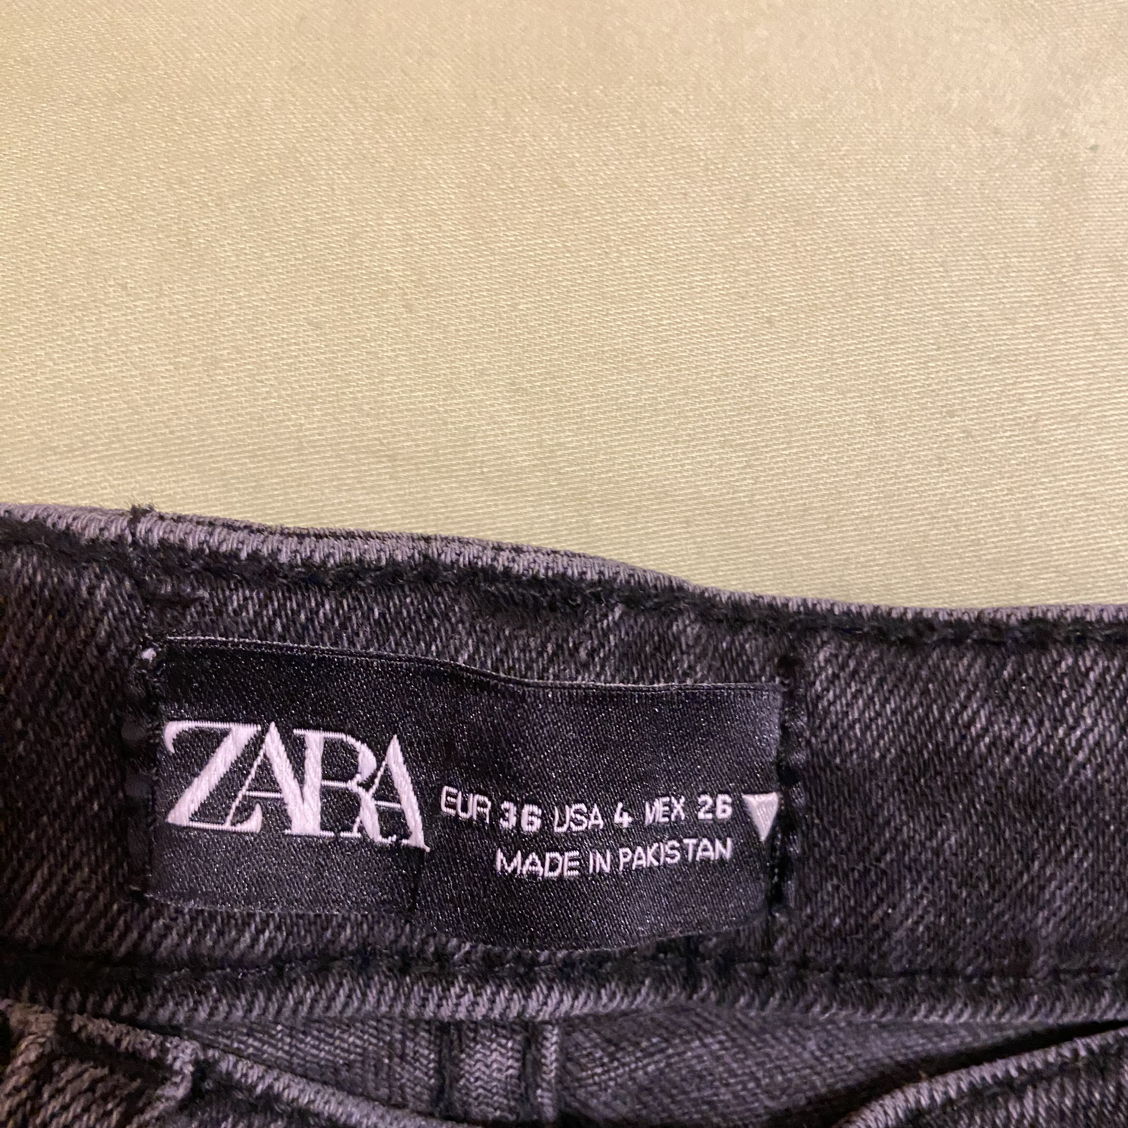 ZARA
EUR 36 USA 4 MEX 26
MADE IN PAKISTAN